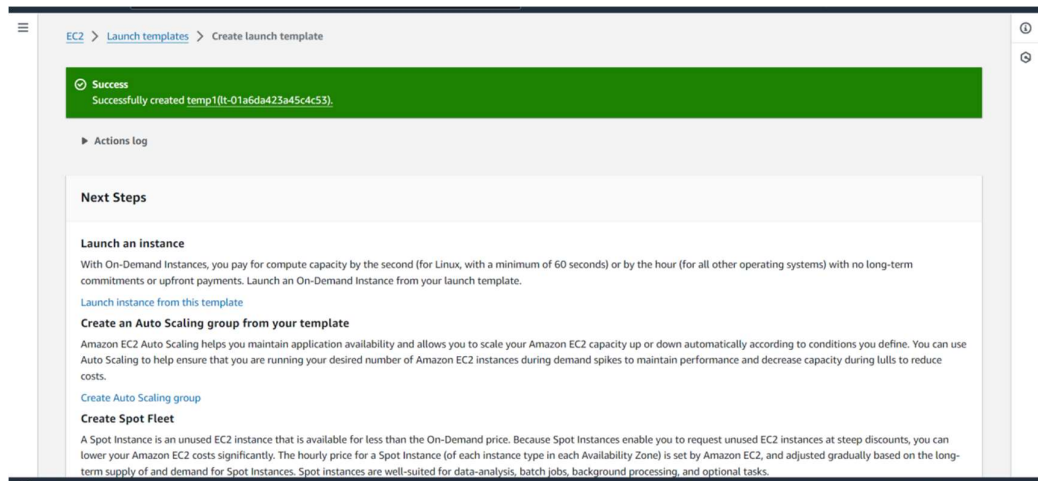 EC2 > Launch templates > Create launch template
Success
Successfully created temp1(lt-01a6da423a45c4c53).
Actions log
Next Steps
Launch an instance
With On-Demand Instances, you pay for compute capacity by the second (for Linux, with a minimum of 60 seconds) or by the hour (for all other operating systems) with no long-term
commitments or upfront payments. Launch an On-Demand Instance from your launch template.
Launch instance from this template
Create an Auto Scaling group from your template
Amazon EC2 Auto Scaling helps you maintain application availability and allows you to scale your Amazon EC2 capacity up or down automatically according to conditions you define. You can use
Auto Scaling to help ensure that you are running your desired number of Amazon EC2 instances during demand spikes to maintain performance and decrease capacity during lulls to reduce
costs.
Create Auto Scaling group
Create Spot Fleet
A Spot Instance is an unused EC2 instance that is available for less than the On-Demand price. Because Spot Instances enable you to request unused EC2 instances at steep discounts, you can
lower your Amazon EC2 costs significantly. The hourly price for a Spot Instance (of each instance type in each Availability Zone) is set by Amazon EC2, and adjusted gradually based on the long-
term supply of and demand for Spot Instances. Spot instances are well-suited for data-analysis, batch jobs, background processing, and optional tasks.